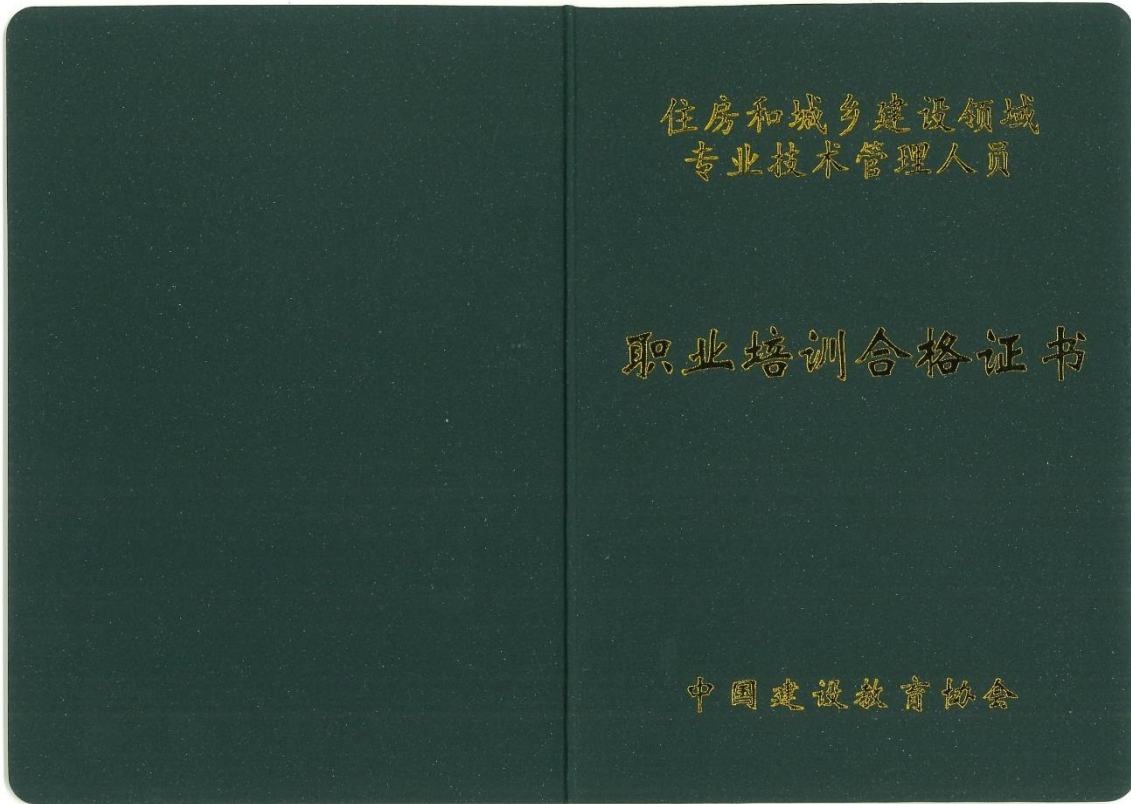 住房和城乡建设领域
专业技术管理人员
职业培训合格证书
中国建设教育协会